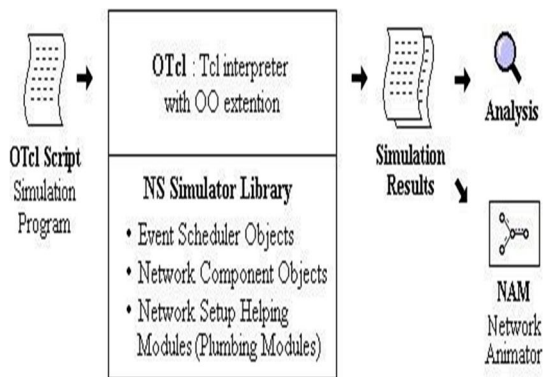 OTcl Script
Simulation
Program
OTcl : Tcl interpreter
with OO extention
NS Simulator Library
• Event Scheduler Objects
• Network Component Objects
• Network Setup Helping
Modules (Plumbing Modules)
Simulation
Results
Analysis
NAM
Network
Animator